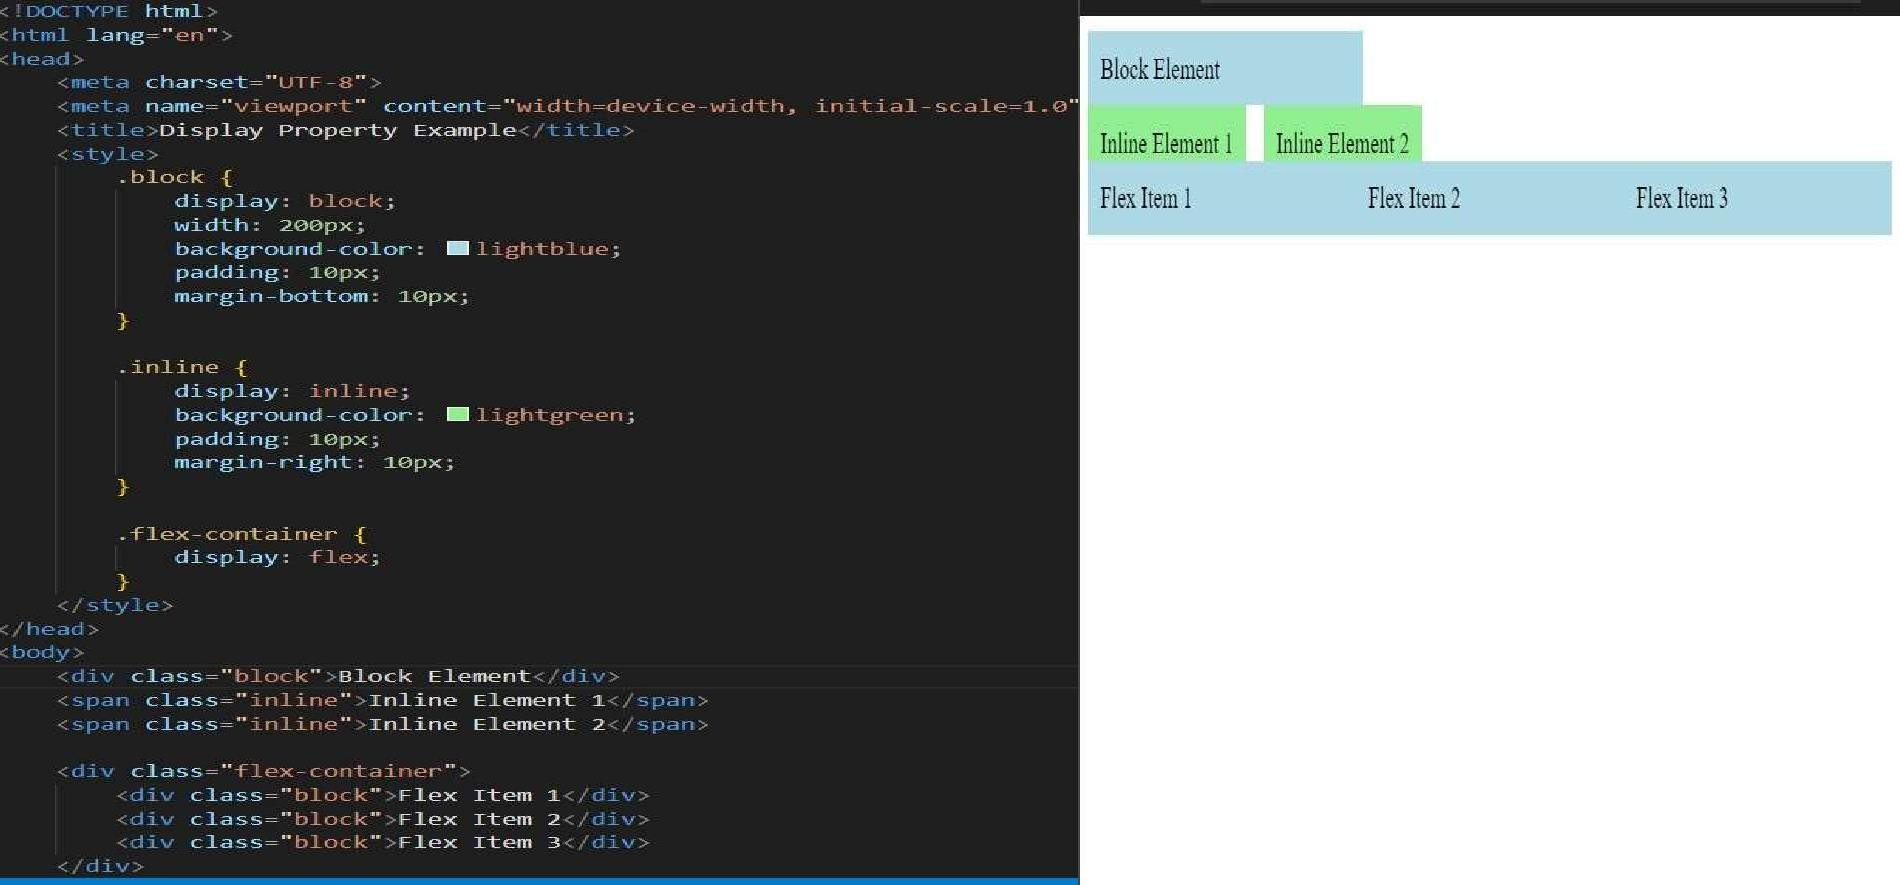 <!DOCTYPE html>
<html lang="en">
<head>
<meta charset="UTF-8">
<meta name="viewport" content="width=device-width, initial-scale=1.0"
<title>Display Property Example</title>
<style>
.block {
display: block;
width: 200px;
background-color: lightblue;
padding: 10px;
margin-bottom: 10px;
}
.inline {
display: inline;
background-color: lightgreen;
padding: 10px;
margin-right: 10px;
}
.flex-container {
display: flex;
}
</style>
</head>
<body>
<div class="block">Block Element</div>
<span class="inline">Inline Element 1</span>
<span class="inline">Inline Element 2</span>
<div class="flex-container">
<div class="block">Flex Item 1</div>
<div class="block">Flex Item 2</div>
<div class="block">Flex Item 3</div>
</div>
Block Element
Inline Element 1 Inline Element 2
Flex Item 1 Flex Item 2 Flex Item 3